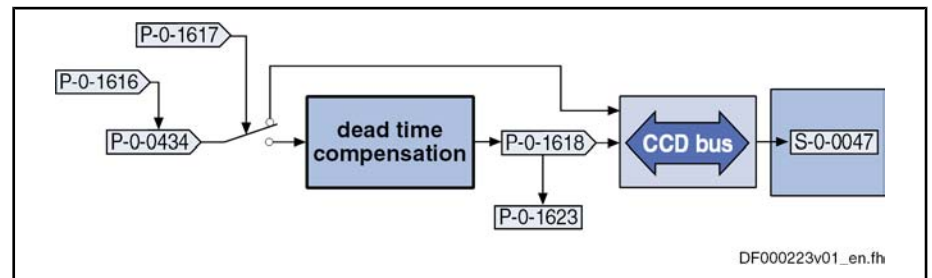 P-0-1617
P-0-1616
P-0-0434
dead time
compensation
P-0-1618
CCD bus
S-0-0047
P-0-1623
DF000223v01_en.fh